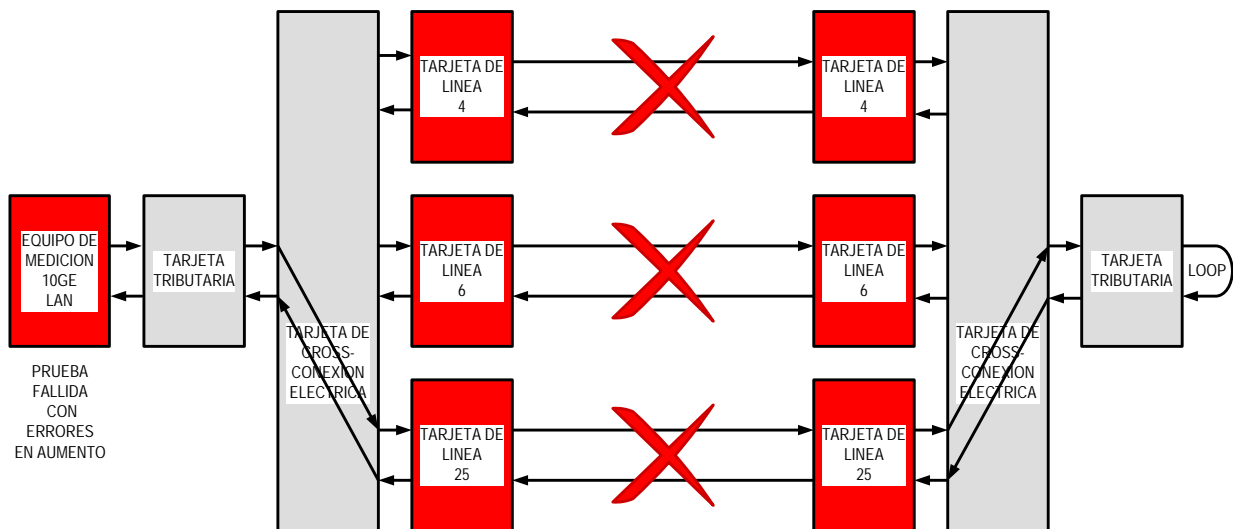 TARJETA DE
LINEA
4
TARJETA DE
LINEA
4
EQUIPO DE
MEDICION
10GE
LAN
TARJETA
TRIBUTARIA
TARJETA DE
LINEA
6
TARJETA DE
LINEA
6
TARJETA
TRIBUTARIA
LOOP
TARJETA DE
CROSS-
CONEXION
ELECTRICA
TARJETA DE
CROSS-
CONEXION
ELECTRICA
PRUEBA
FALLIDA
CON
ERRORES
EN AUMENTO
TARJETA DE
LINEA
25
TARJETA DE
LINEA
25